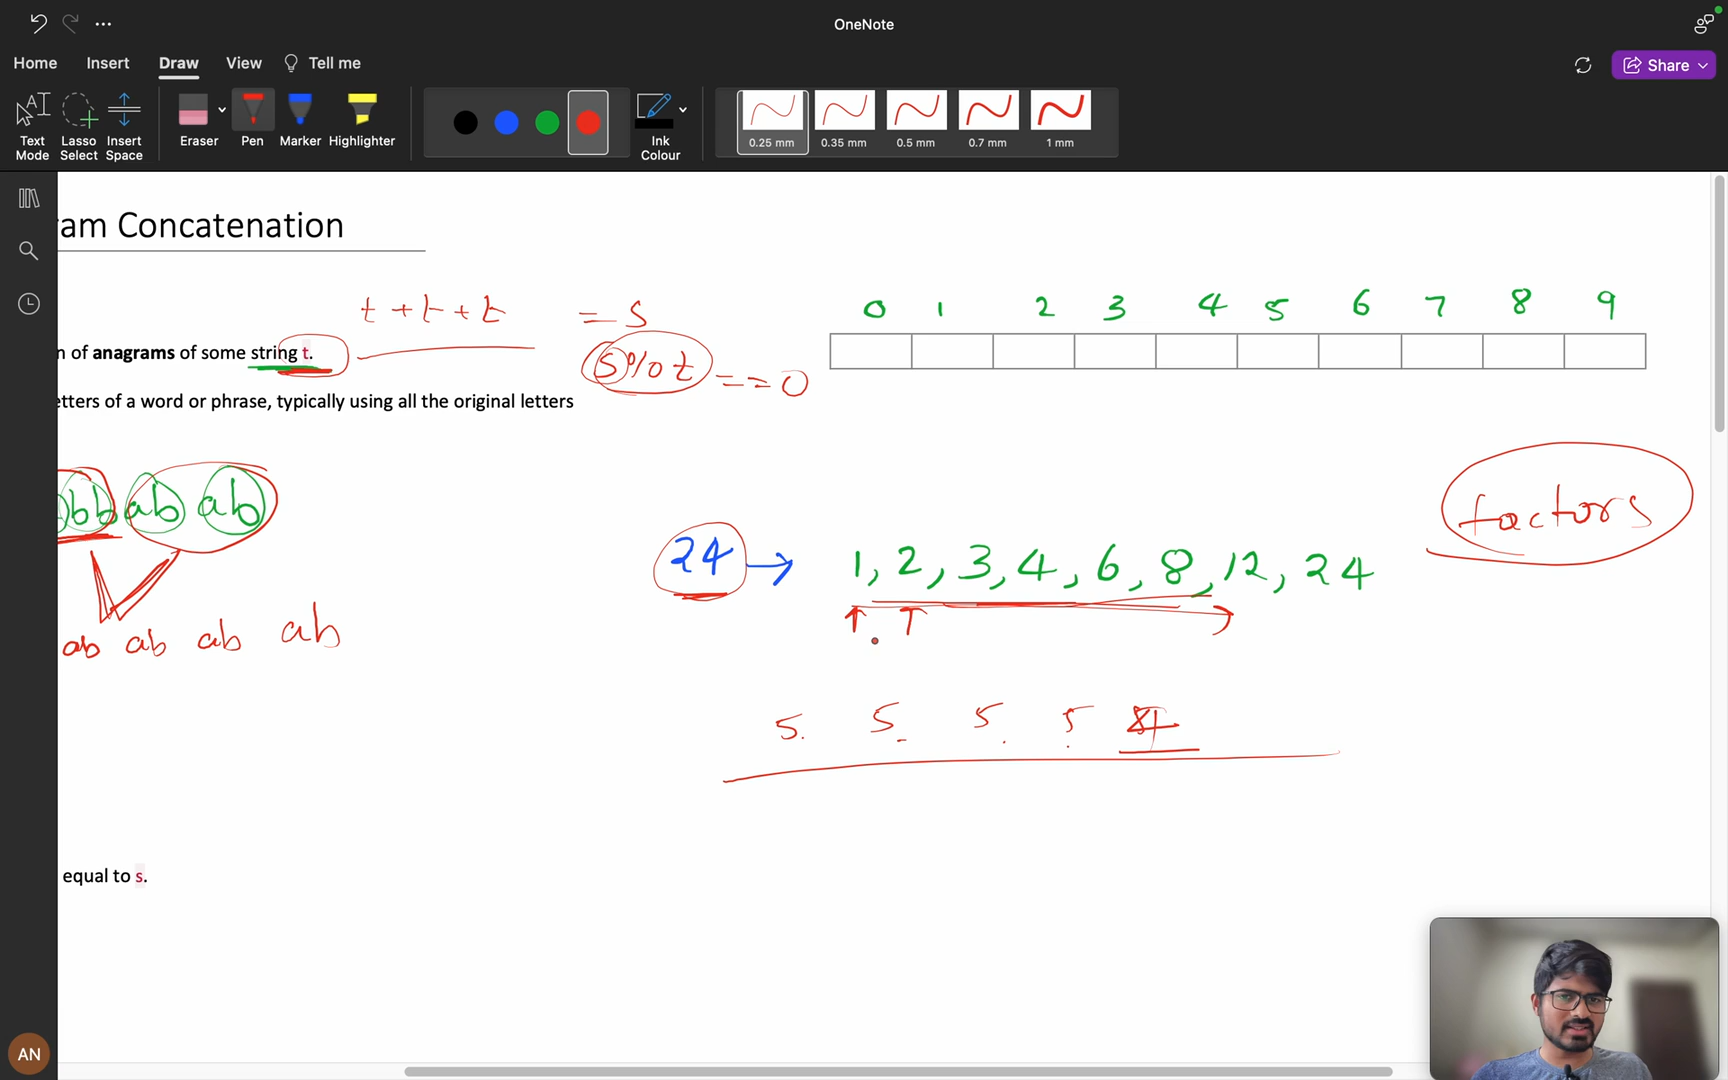 OneNote
Home Insert Draw View Tell me
Share
Text Mode
Lasso Select
Insert Space
Eraser
Pen
Marker
Highlighter
Ink Colour
0.25 mm
0.35 mm
0.5 mm
0.7 mm
1 mm
am Concatenation
t + t + t = s
0 1 2 3 4 5 6 7 8 9
n of anagrams of some string t.
s%t == 0
etters of a word or phrase, typically using all the original letters
bb ab ab
factors
24 → 1, 2, 3, 4, 6, 8, 12, 24
ab ab ab ab
5. 5. 5. 5 4
equal to s.
AN